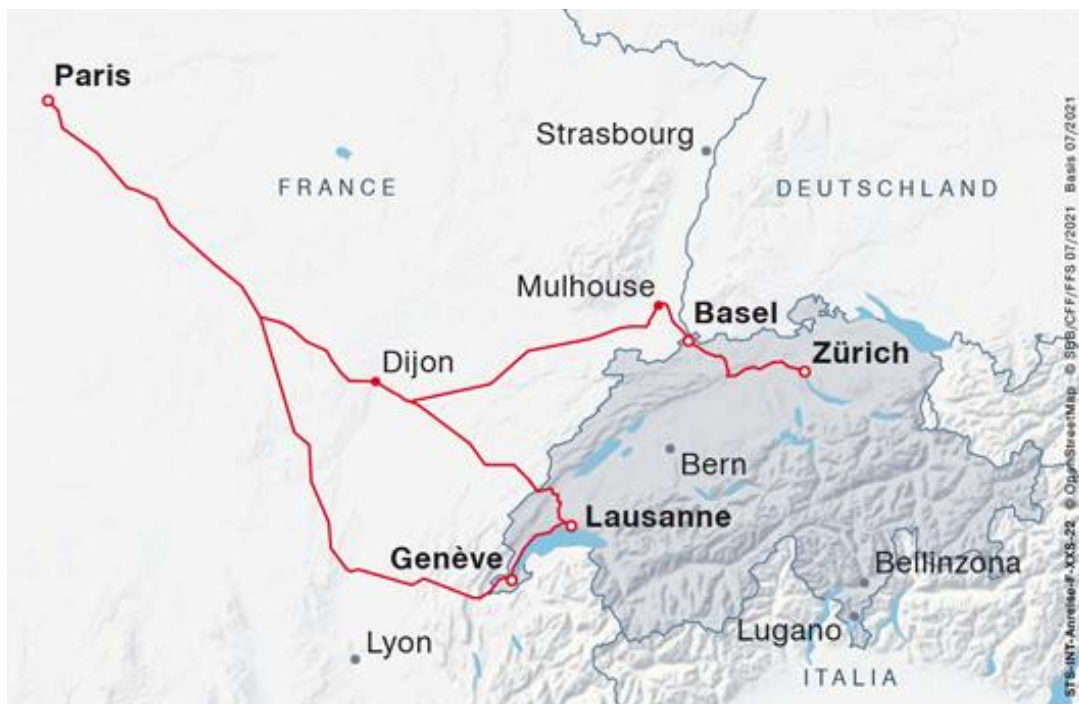 Paris
Strasbourg
FRANCE
DEUTSCHLAND
Mulhouse
Basel
Zürich
Dijon
Bern
Lausanne
Genève
Bellinzona
Lyon
Lugano
ITALIA
STS-INT-Anreise-F-XXS-22 © OpenStreetMap © SBB/CFF/FFS 07/2021 Basis 07/2021